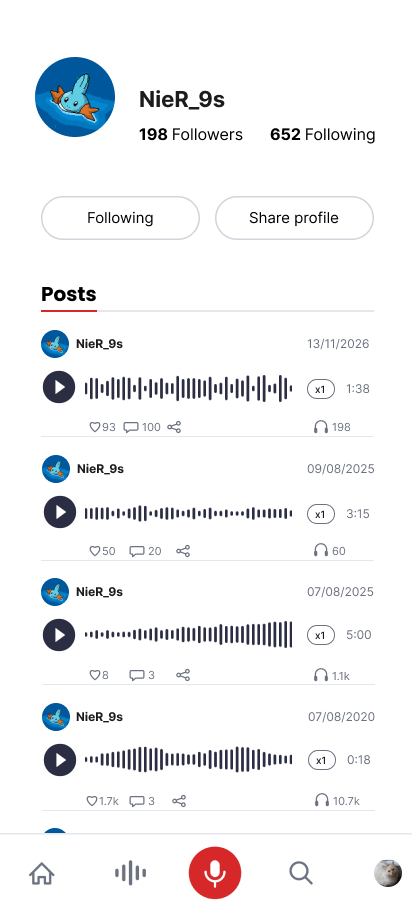 NieR_9s
198 Followers 652 Following
Following Share profile
Posts
NieR_9s 13/11/2026
x1 1:38
93 100 198
NieR_9s 09/08/2025
x1 3:15
50 20 60
NieR_9s 07/08/2025
x1 5:00
8 3 1.1k
NieR_9s 07/08/2020
x1 0:18
1.7k 3 10.7k